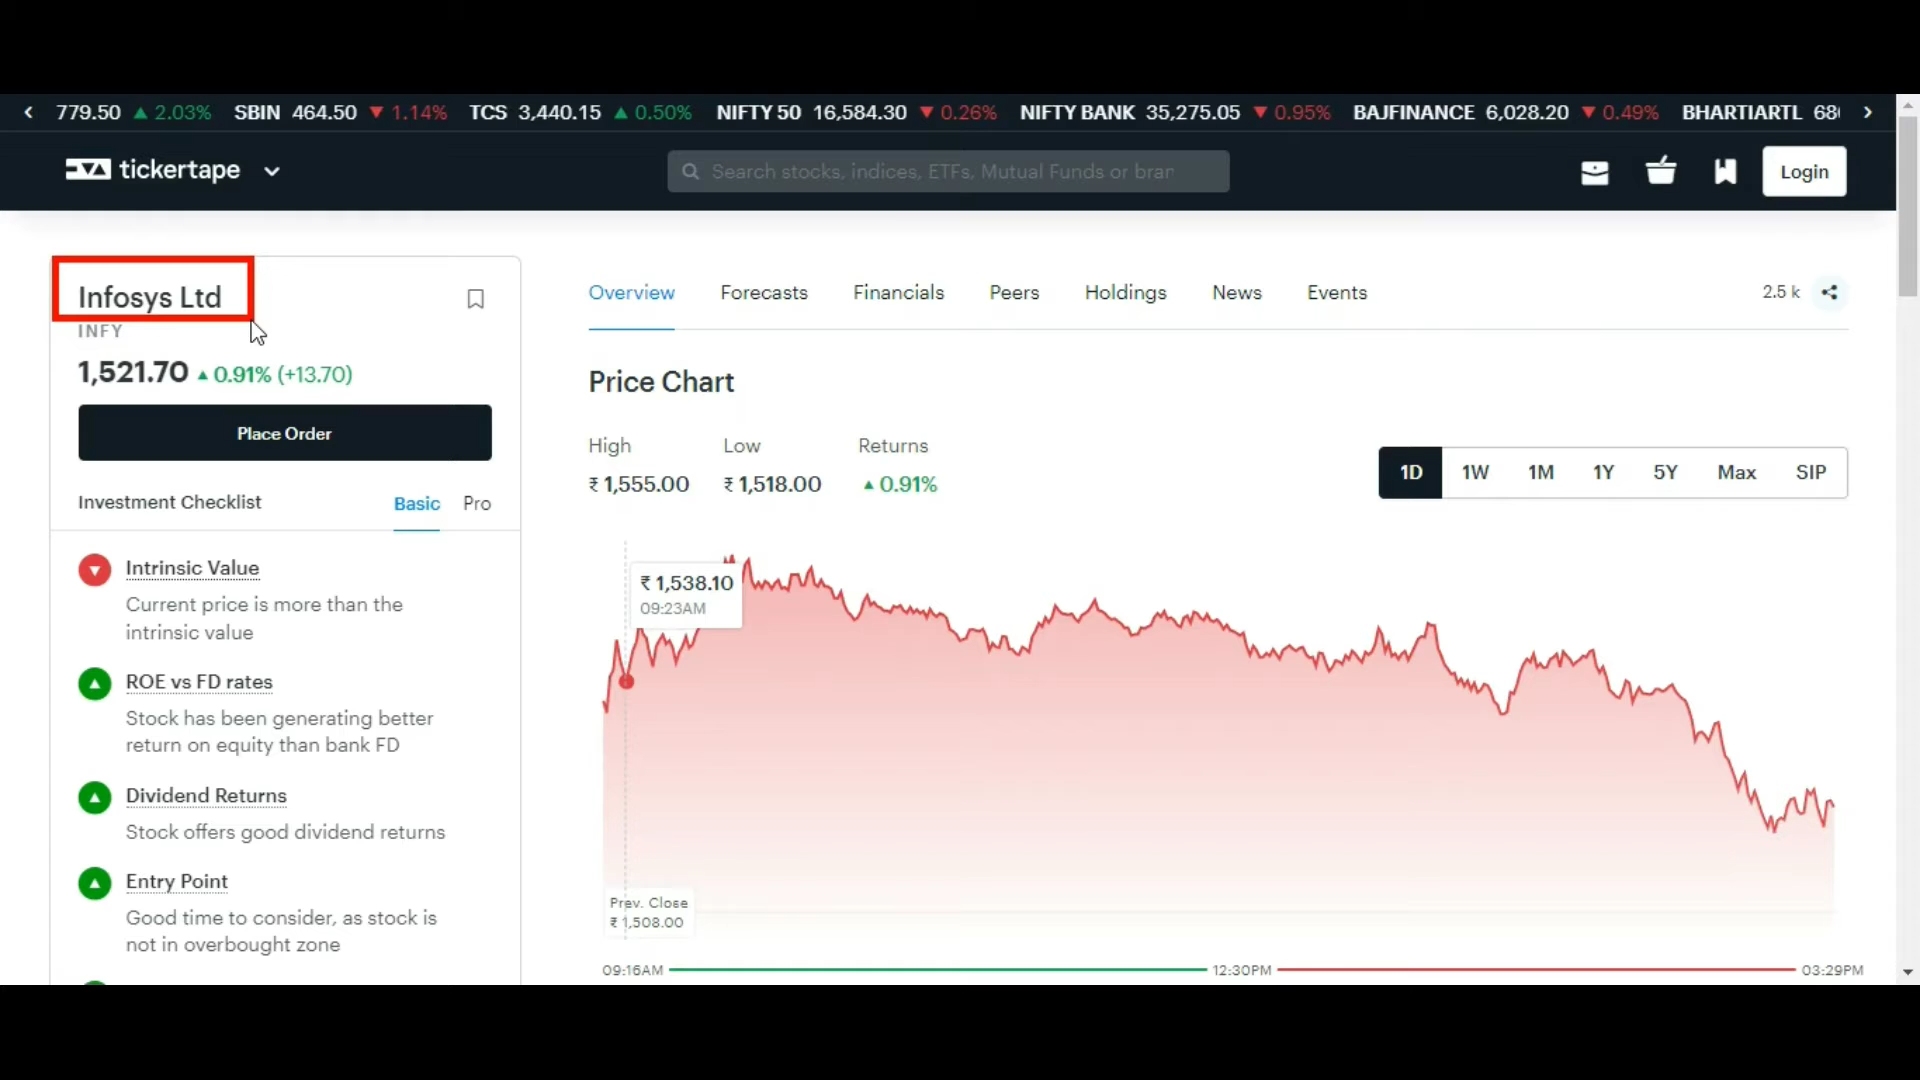 779.50 ▲ 2.03% SBIN 464.50 ▼ 1.14% TCS 3,440.15 ▲ 0.50% NIFTY 50 16,584.30 ▼ 0.26% NIFTY BANK 35,275.05 ▼ 0.95% BAJFINANCE 6,028.20 ▼ 0.49% BHARTIARTL
tickertape
Search stocks, indices, ETFs, Mutual Funds or
Login
Infosys Ltd
INFY
1,521.70 ▲ 0.91% (+13.70)
Place Order
Investment Checklist Basic Pro
Intrinsic Value
Current price is more than the
intrinsic value
ROE vs FD rates
Stock has been generating better
return on equity than bank FD
Dividend Returns
Stock offers good dividend returns
Entry Point
Good time to consider, as stock is
not in overbought zone
Overview Forecasts Financials Peers Holdings News Events 2.5 k
Price Chart
High Low Returns
₹ 1,555.00 ₹ 1,518.00 ▲ 0.91%
1D 1W 1M 1Y 5Y Max SIP
₹ 1,538.10
09:23AM
Prev. Close
₹ 1,508.00
09:16AM 12:30PM 03:29PM